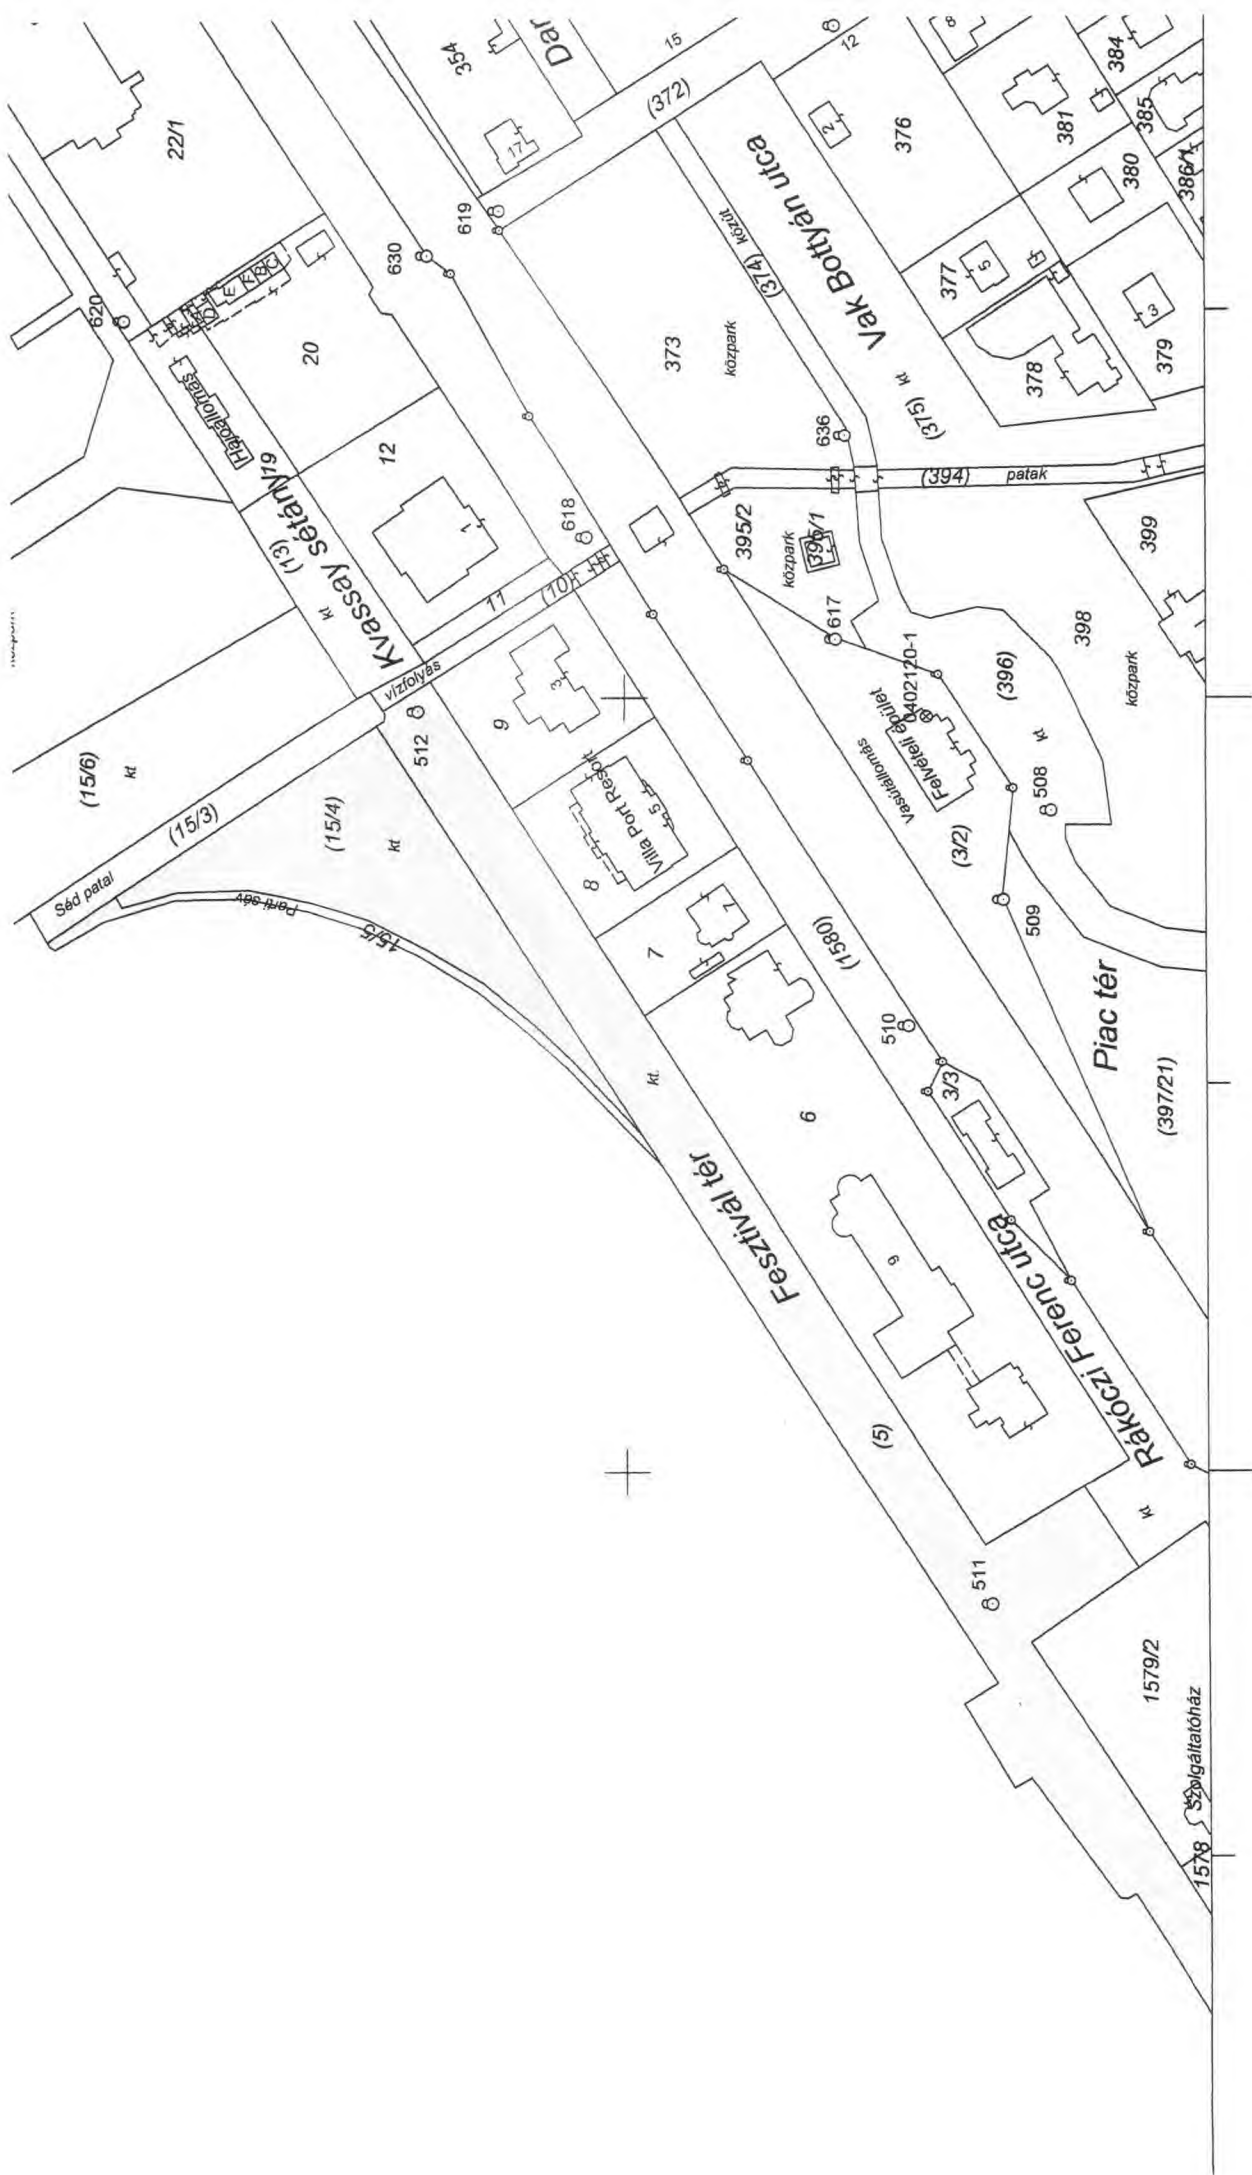 22/1
620
Hajóállomás
19
Kvassay sétány
(13)
kt
20
E
F
B
C
D
12
1
11
(10)
vízfolyás
630
619
354
17
Dar
15
12
(372)
8
2
376
381
384
385
380
386/1
377
5
378
379
3
373
közpark
(374) közút
Vak Bottyán utca
(375) kt
636
(394)
patak
399
398
közpark
395/2
közpark
395/1
617
618
(396)
kt
508
0402120-1
Felvételi épület
Vasútállomás
(3/2)
509
Piac tér
(397/21)
(15/6)
kt
(15/3)
(15/4)
kt
Séd patal
Parti sáv
15/5
512
9
3
Villa Port Resort
5
8
7
7
6
9
(1580)
510
3/3
kt.
Fesztivál tér
(5)
Rákóczi Ferenc utca
kt
511
1579/2
Szolgáltatóház
1578